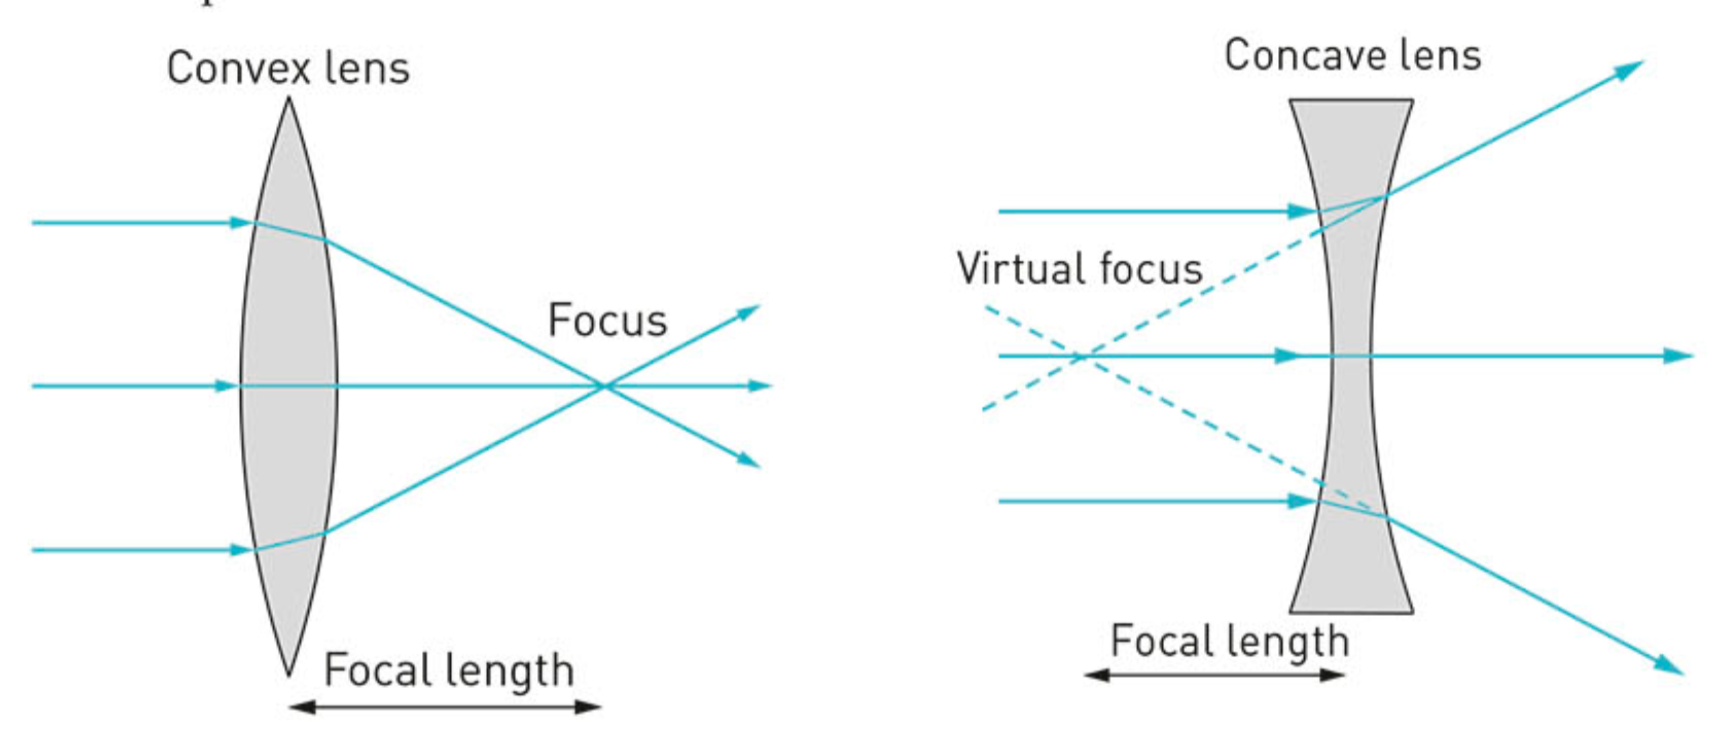 Convex lens
Focus
Focal length
Concave lens
Virtual focus
Focal length